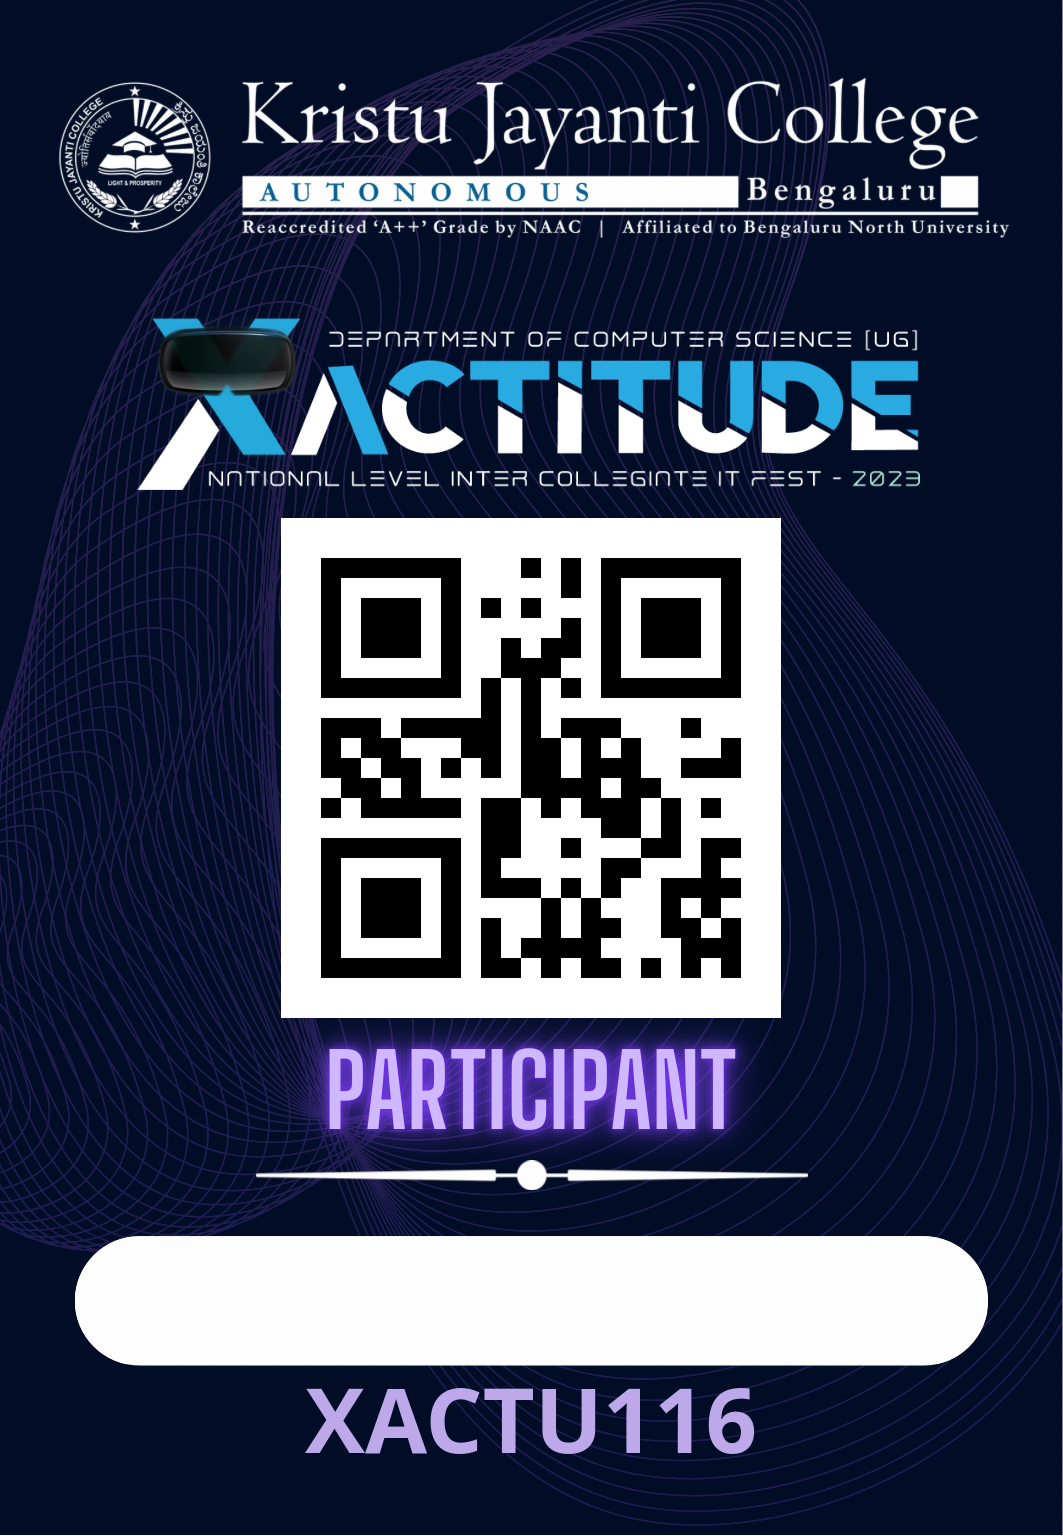 KRISTU JAYANTI COLLEGE
ಕ್ರಿಸ್ತು ಜಯಂತಿ ಕಾಲೇಜು
LIGHT & PROSPERITY
Kristu Jayanti College
AUTONOMOUS Bengaluru
Reaccredited ‘A++’ Grade by NAAC | Affiliated to Bengaluru North University
DEPARTMENT OF COMPUTER SCIENCE [UG]
XACTITUDE
NATIONAL LEVEL INTER COLLEGIATE IT FEST - 2023
PARTICIPANT
XACTU116